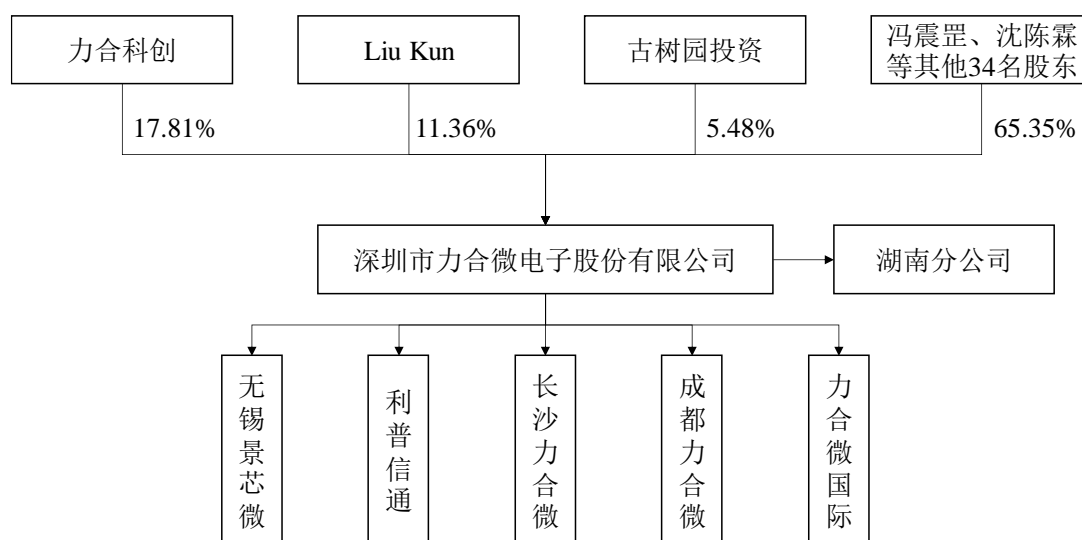 力合科创
Liu Kun
古树园投资
冯震罡、沈陈霖
等其他34名股东
17.81%
11.36%
5.48%
65.35%
深圳市力合微电子股份有限公司
湖南分公司
无锡景芯微
利普信通
长沙力合微
成都力合微
力合微国际